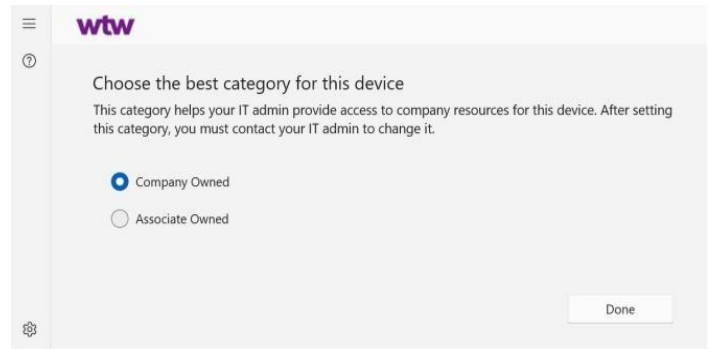 wtw
Choose the best category for this device
This category helps your IT admin provide access to company resources for this device. After setting
this category, you must contact your IT admin to change it.
Company Owned
Associate Owned
Done